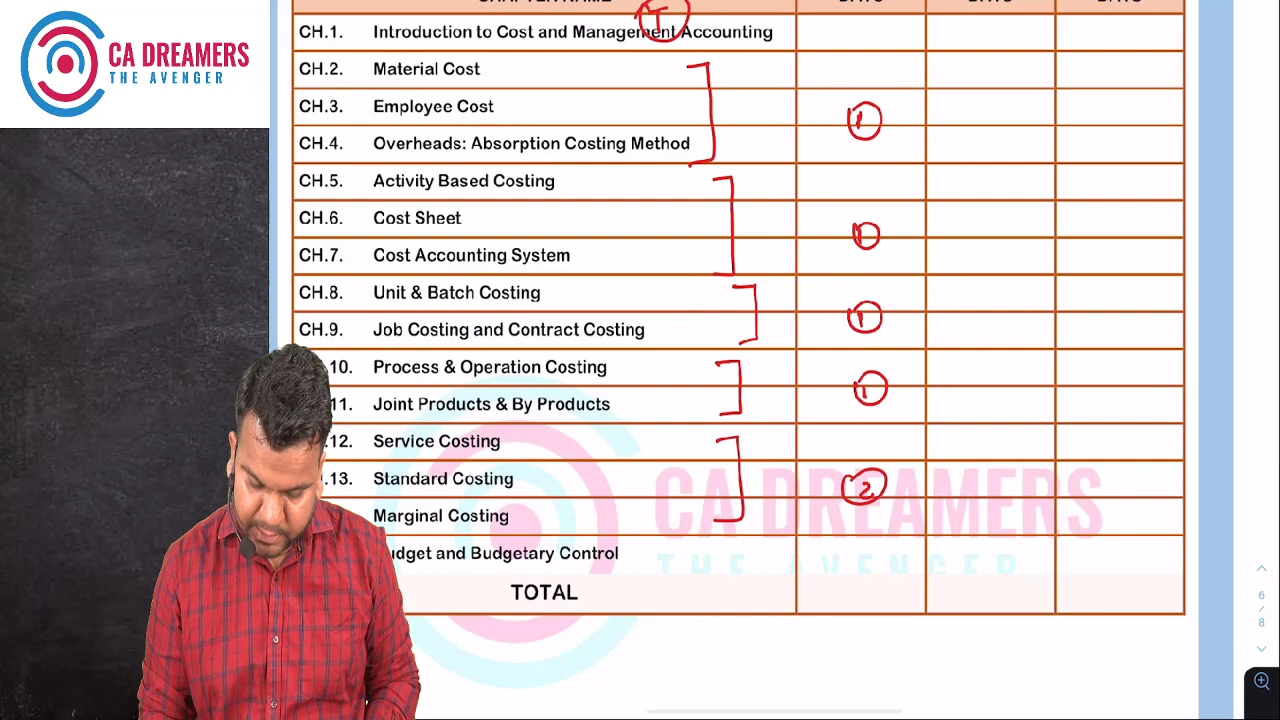 CA DREAMERS
THE AVENGER
T
CH.1. Introduction to Cost and Management Accounting
CH.2. Material Cost
CH.3. Employee Cost
1
CH.4. Overheads: Absorption Costing Method
CH.5. Activity Based Costing
CH.6. Cost Sheet
1
CH.7. Cost Accounting System
CH.8. Unit & Batch Costing
1
CH.9. Job Costing and Contract Costing
.10. Process & Operation Costing
1
11. Joint Products & By Products
.12. Service Costing
.13. Standard Costing
2
Marginal Costing
udget and Budgetary Control
TOTAL
CA DREAMERS
THE AVENGER
6
/
8